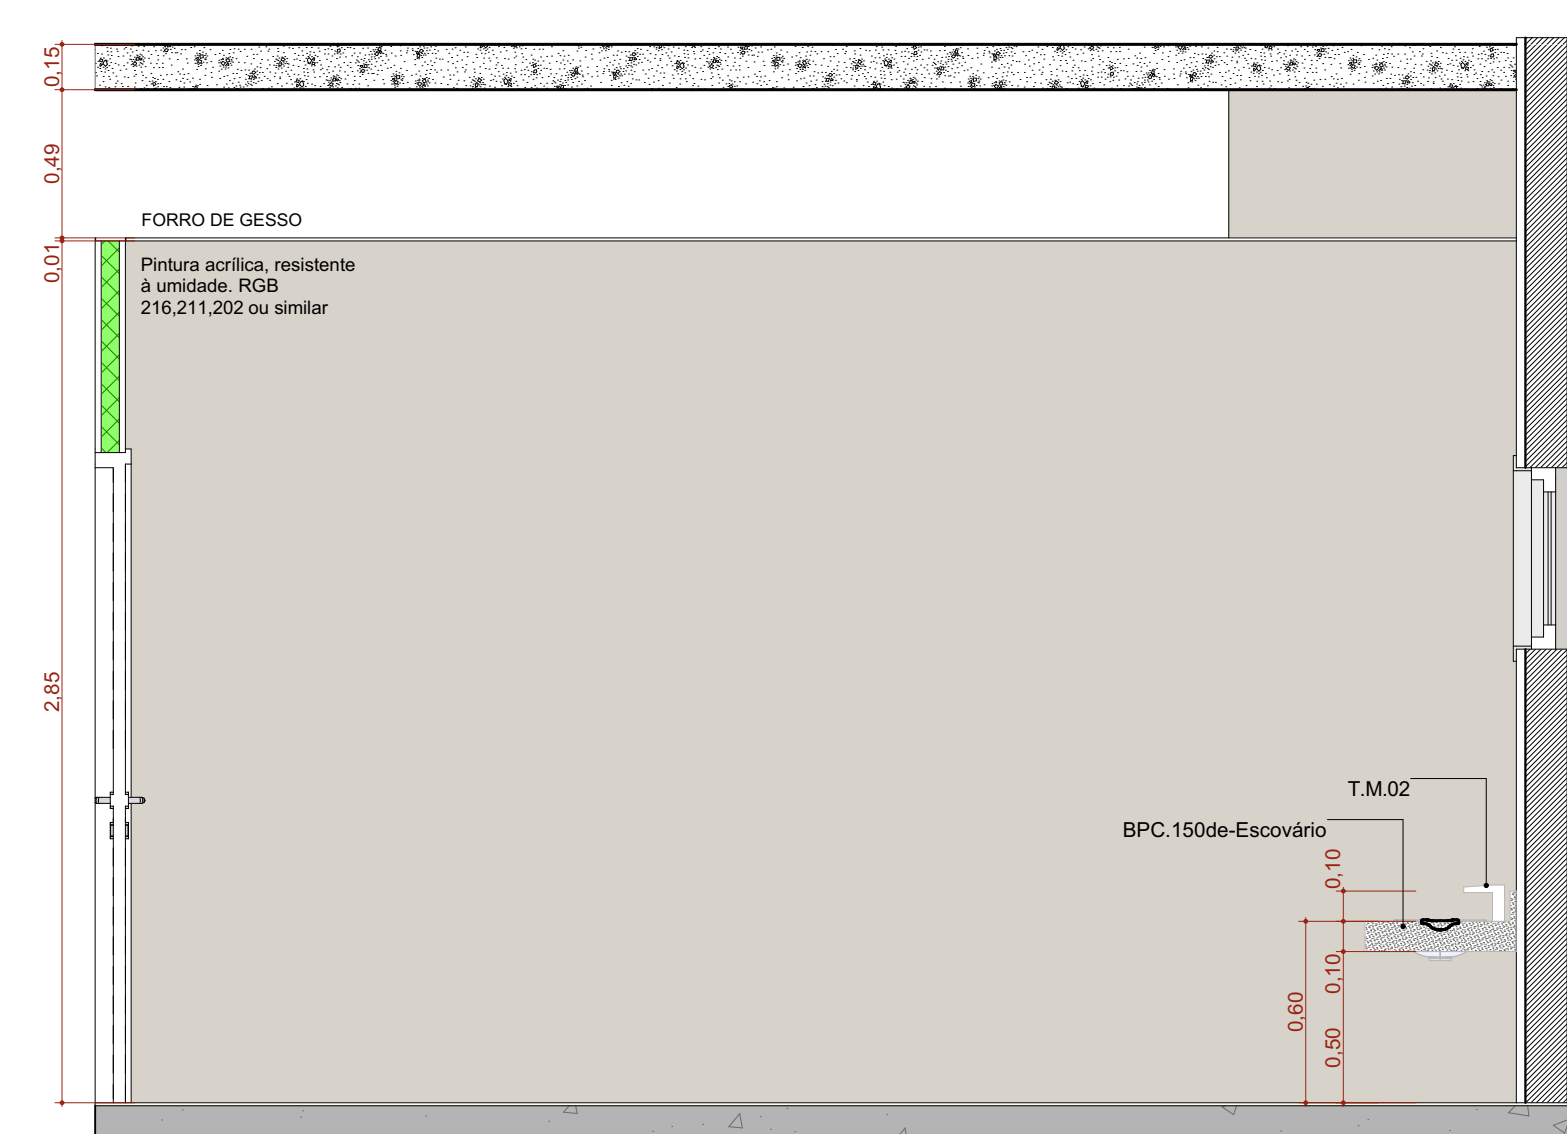 0,15
0,49
FORRO DE GESSO
0,01
Pintura acrílica, resistente
à umidade. RGB
216,211,202 ou similar
2,85
T.M.02
BPC.150de-Escovário
0,10
0,10
0,60
0,50